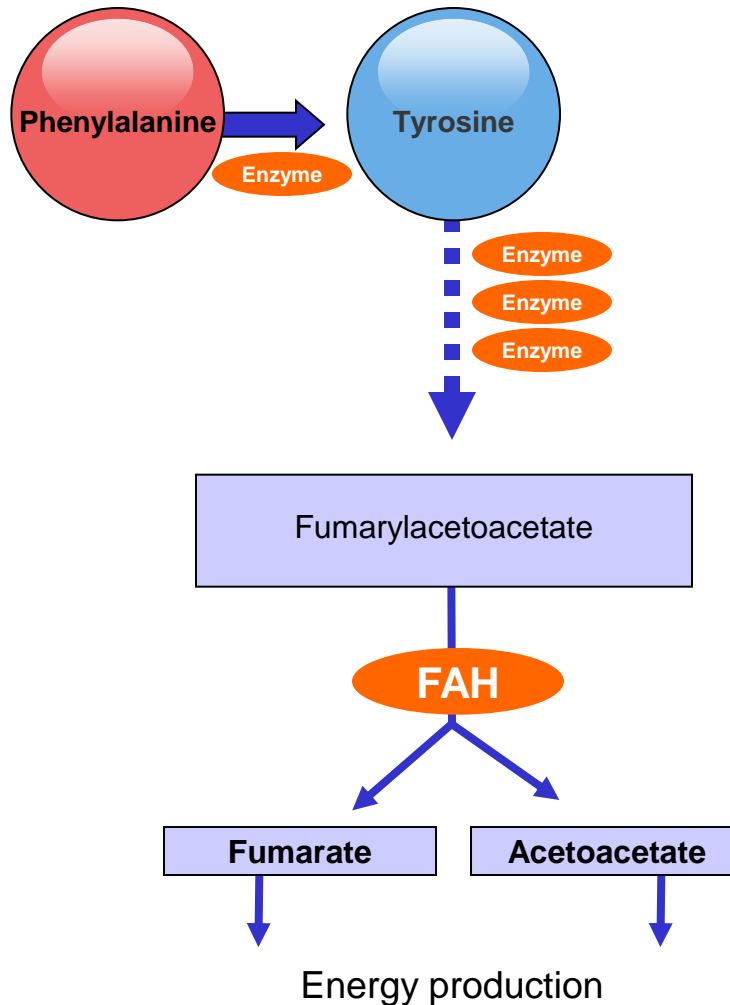 Phenylalanine
Tyrosine
Enzyme
Enzyme
Enzyme
Enzyme
Fumarylacetoacetate
FAH
Fumarate
Acetoacetate
Energy production